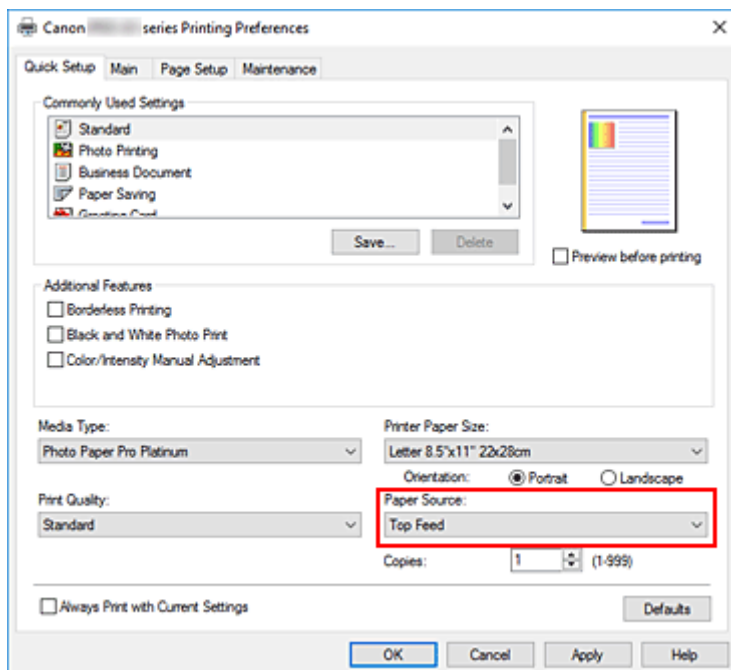 Canon series Printing Preferences
Quick Setup Main Page Setup Maintenance
Commonly Used Settings
Standard
Photo Printing
Business Document
Paper Saving
Greeting Card
Save... Delete
Preview before printing
Additional Features
Borderless Printing
Black and White Photo Print
Color/Intensity Manual Adjustment
Media Type:
Photo Paper Pro Platinum
Printer Paper Size:
Letter 8.5"x11" 22x28cm
Orientation: Portrait Landscape
Print Quality:
Standard
Paper Source:
Top Feed
Copies: 1 (1-999)
Always Print with Current Settings
Defaults
OK Cancel Apply Help